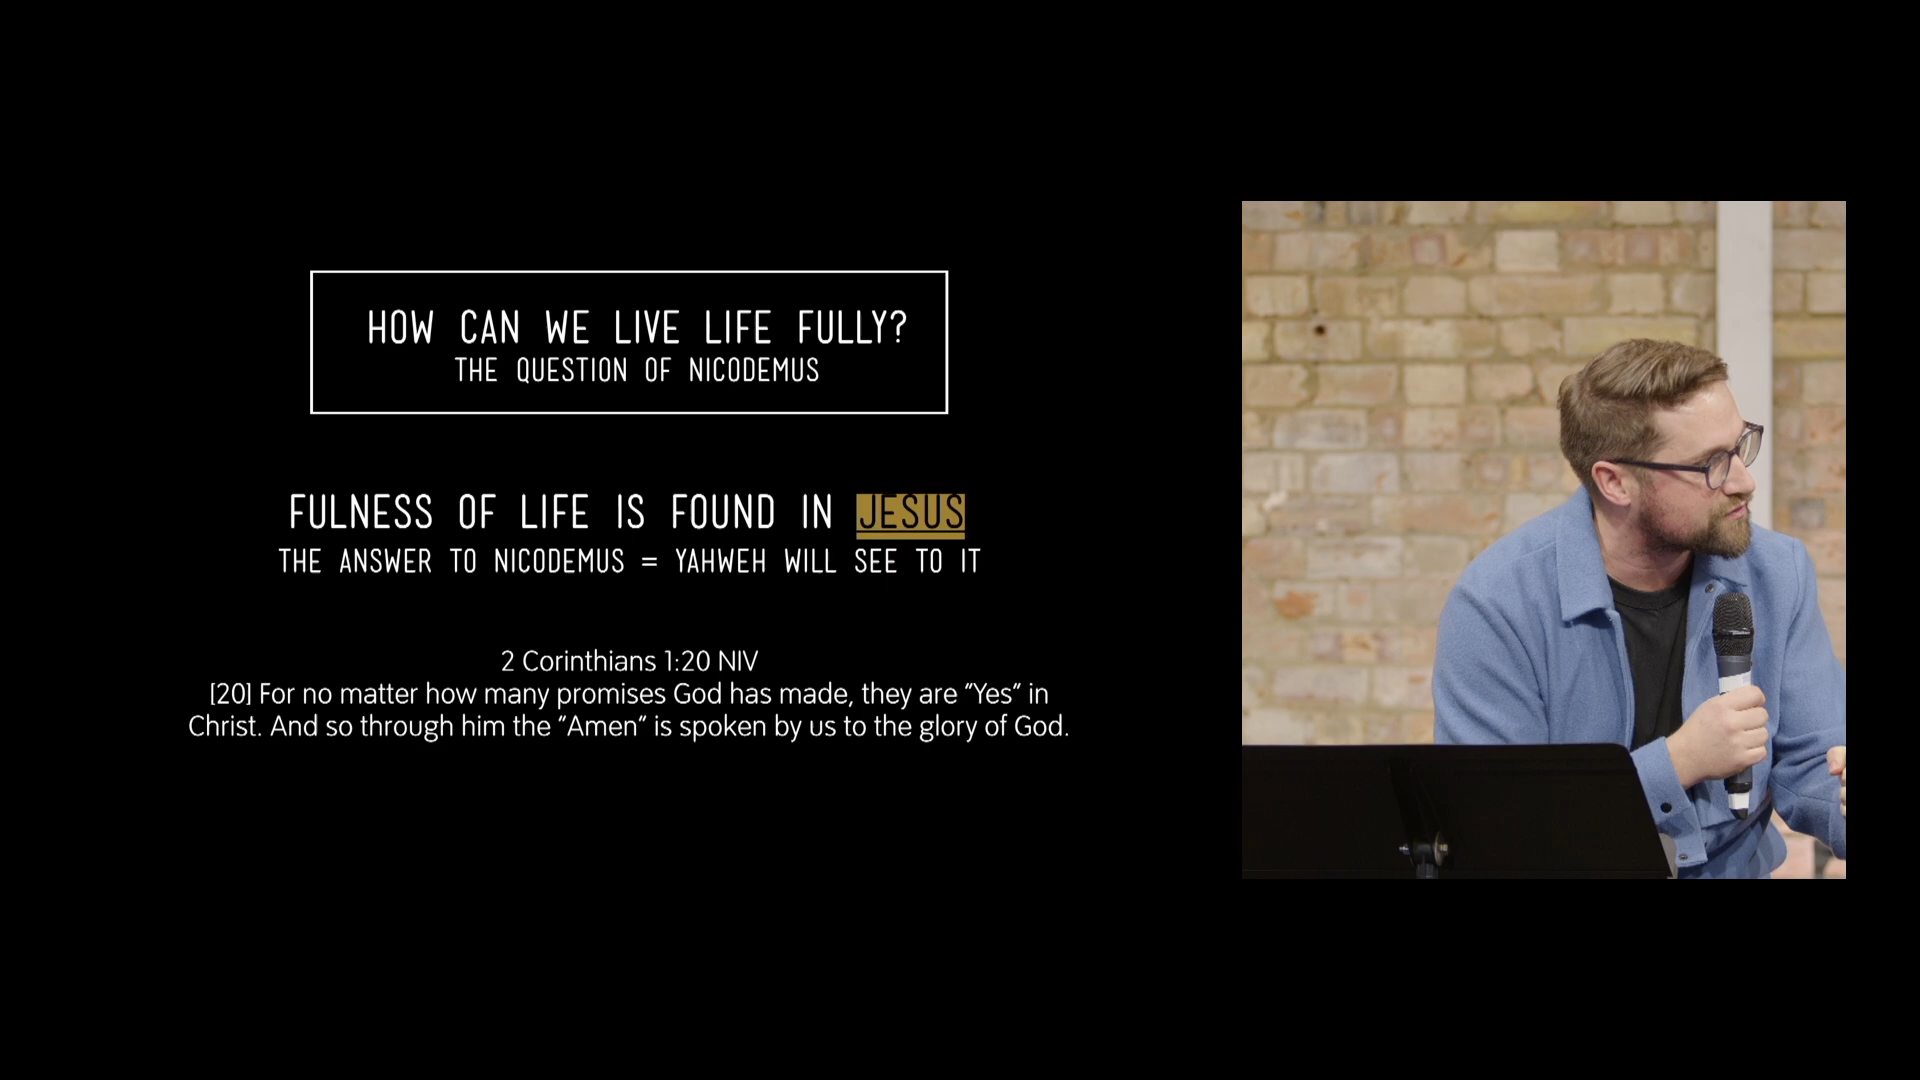 HOW CAN WE LIVE LIFE FULLY?
THE QUESTION OF NICODEMUS
FULNESS OF LIFE IS FOUND IN JESUS
THE ANSWER TO NICODEMUS = YAHWEH WILL SEE TO IT
2 Corinthians 1:20 NIV
[20] For no matter how many promises God has made, they are “Yes” in
Christ. And so through him the “Amen” is spoken by us to the glory of God.